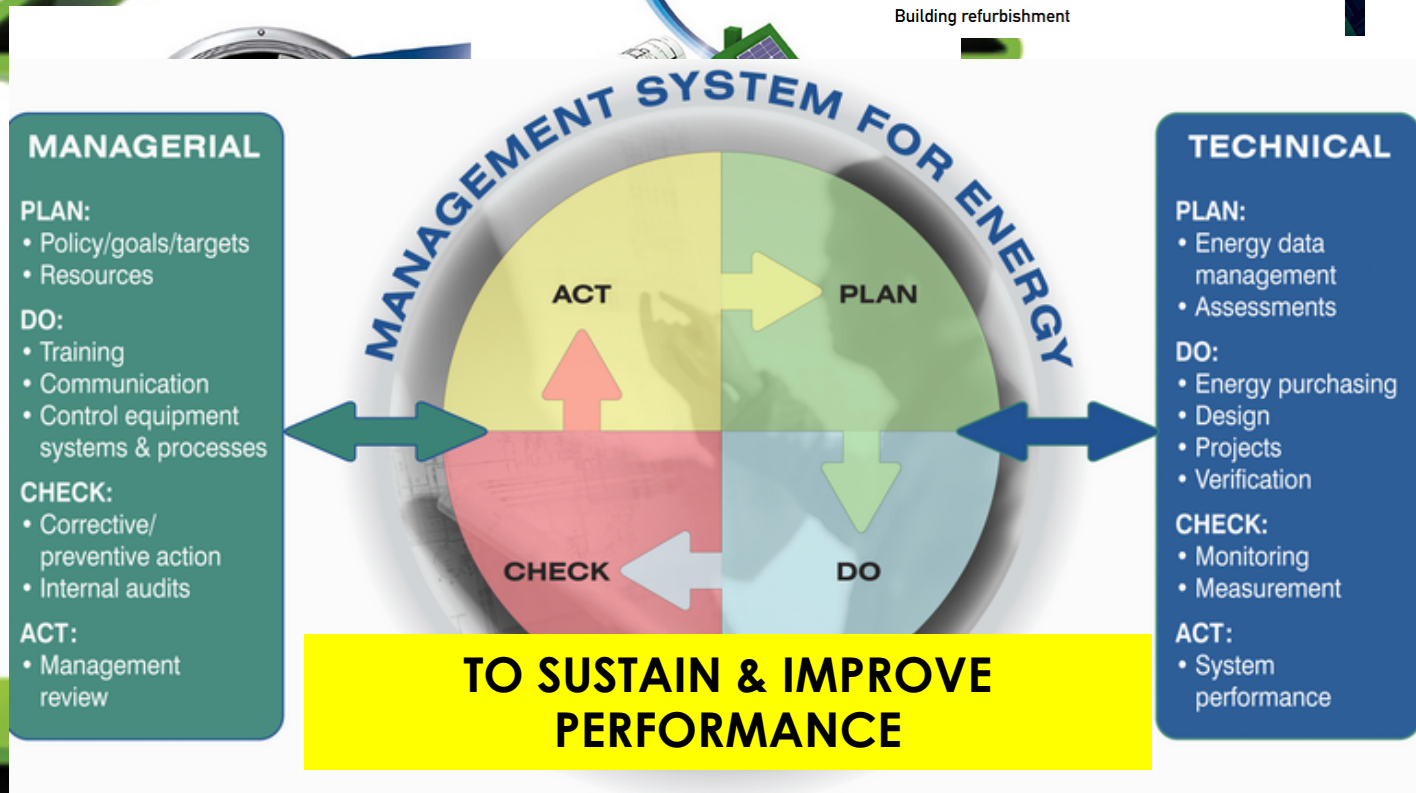 Building refurbishment
MANAGEMENT SYSTEM FOR ENERGY
MANAGERIAL
PLAN:
• Policy/goals/targets
• Resources
DO:
• Training
• Communication
• Control equipment
systems & processes
CHECK:
• Corrective/
preventive action
• Internal audits
ACT:
• Management
review
ACT
PLAN
CHECK
DO
TECHNICAL
PLAN:
• Energy data
management
• Assessments
DO:
• Energy purchasing
• Design
• Projects
• Verification
CHECK:
• Monitoring
• Measurement
ACT:
• System
performance
TO SUSTAIN & IMPROVE
PERFORMANCE